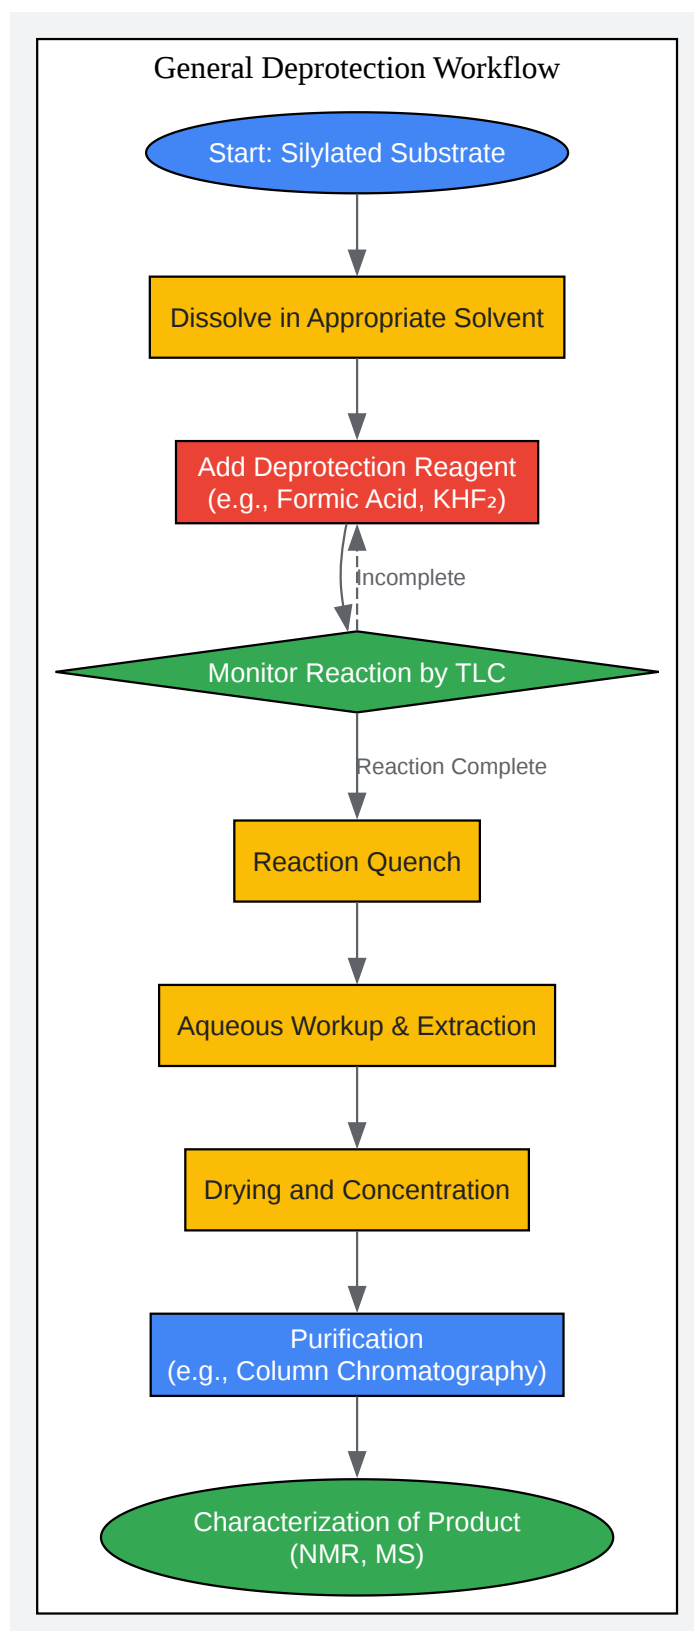 General Deprotection Workflow
Start: Silylated Substrate
Dissolve in Appropriate Solvent
Add Deprotection Reagent
(e.g., Formic Acid, KHF₂)
Incomplete
Monitor Reaction by TLC
Reaction Complete
Reaction Quench
Aqueous Workup & Extraction
Drying and Concentration
Purification
(e.g., Column Chromatography)
Characterization of Product
(NMR, MS)